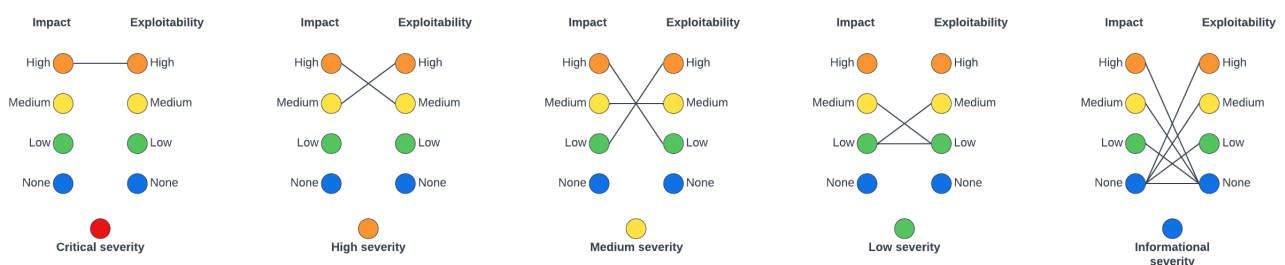 Impact Exploitability
High High
Medium Medium
Low Low
None None
Critical severity
Impact Exploitability
High High
Medium Medium
Low Low
None None
High severity
Impact Exploitability
High High
Medium Medium
Low Low
None None
Medium severity
Impact Exploitability
High High
Medium Medium
Low Low
None None
Low severity
Impact Exploitability
High High
Medium Medium
Low Low
None None
Informational
severity